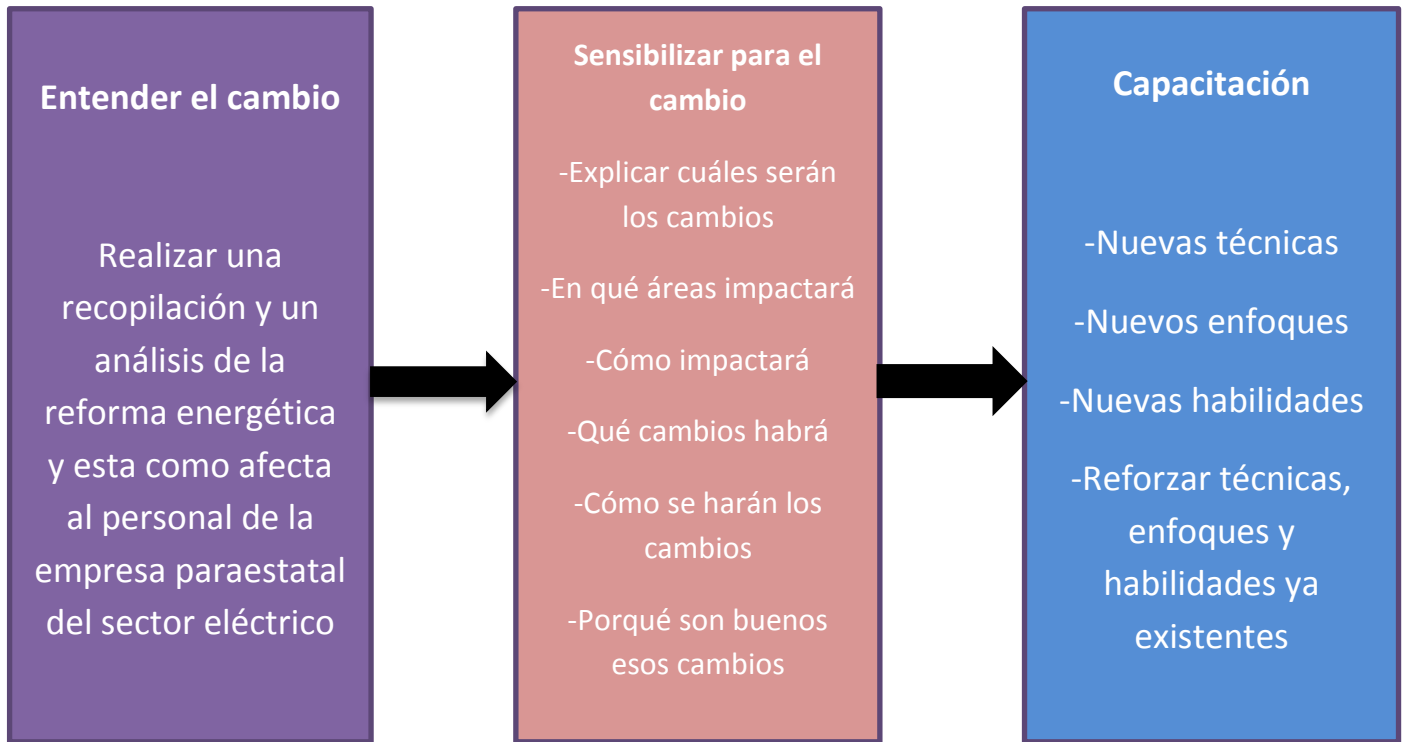 Entender el cambio
Realizar una
recopilación y un
análisis de la
reforma energética
y esta como afecta
al personal de la
empresa paraestatal
del sector eléctrico
Sensibilizar para el
cambio
-Explicar cuáles serán
los cambios
-En qué áreas impactará
-Cómo impactará
-Qué cambios habrá
-Cómo se harán los
cambios
-Porqué son buenos
esos cambios
Capacitación
-Nuevas técnicas
-Nuevos enfoques
-Nuevas habilidades
-Reforzar técnicas,
enfoques y
habilidades ya
existentes